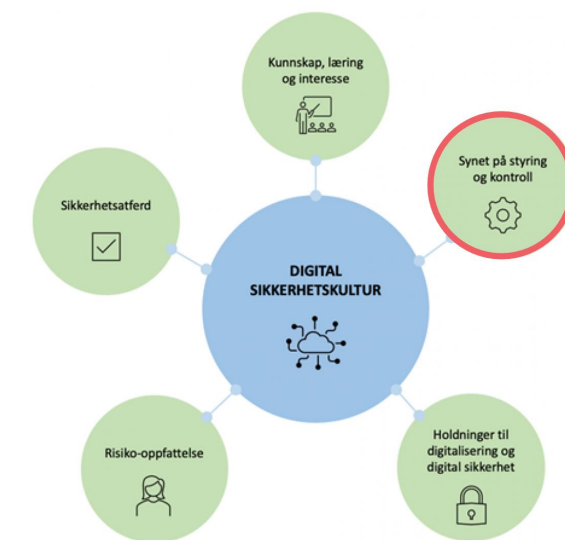 Kunnskap, læring
og interesse
Synet på styring
og kontroll
Sikkerhetsatferd
DIGITAL
SIKKERHETSKULTUR
Risiko-oppfattelse
Holdninger til
digitalisering og
digital sikkerhet